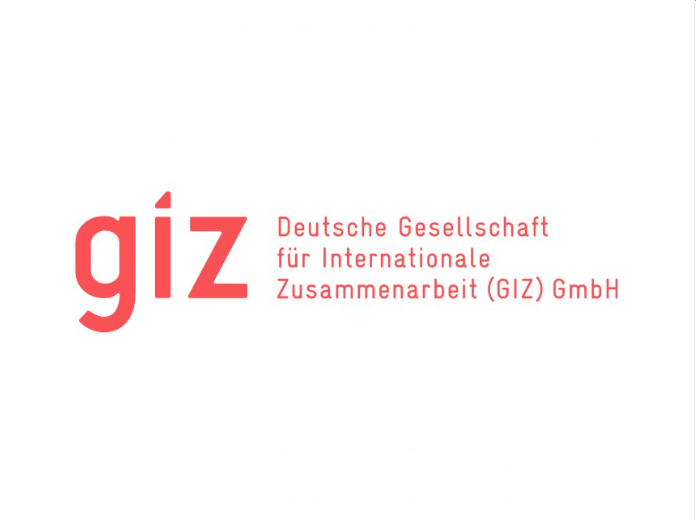 giz
Deutsche Gesellschaft
für Internationale
Zusammenarbeit (GIZ) GmbH